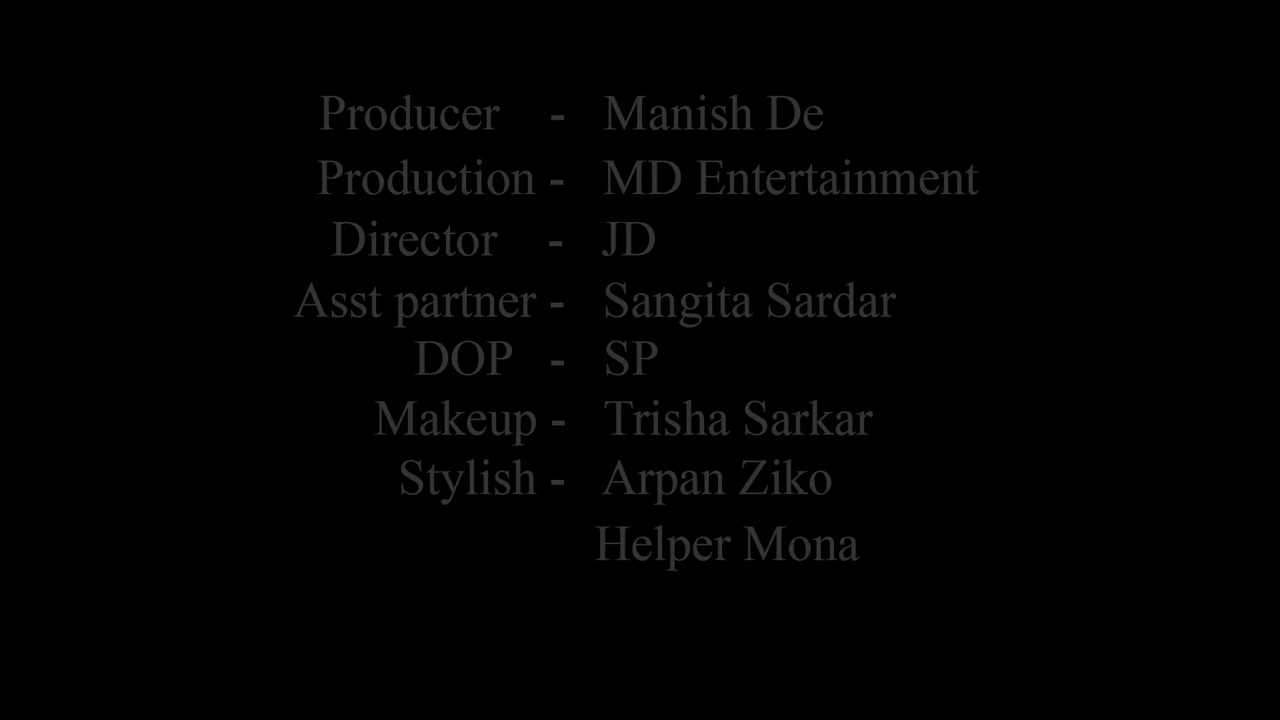 Producer - Manish De
Production - MD Entertainment
Director - JD
Asst partner - Sangita Sardar
DOP - SP
Makeup - Trisha Sarkar
Stylish - Arpan Ziko
Helper Mona